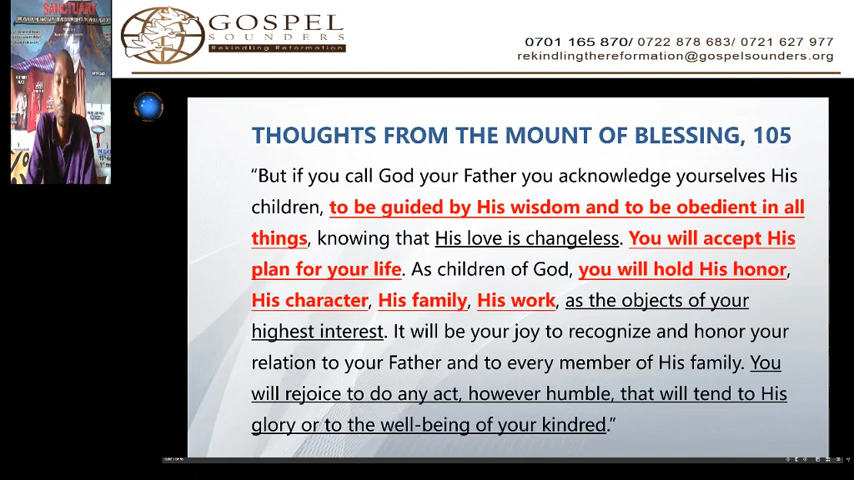 SANCTUARY
GOSPEL
SOUNDERS
Rekindling Reformation
0701 165 870/ 0722 878 683/ 0721 627 977
rekindlingthereformation@gospelsounders.org
THOUGHTS FROM THE MOUNT OF BLESSING, 105
“But if you call God your Father you acknowledge yourselves His
children, to be guided by His wisdom and to be obedient in all
things, knowing that His love is changeless. You will accept His
plan for your life. As children of God, you will hold His honor,
His character, His family, His work, as the objects of your
highest interest. It will be your joy to recognize and honor your
relation to your Father and to every member of His family. You
will rejoice to do any act, however humble, that will tend to His
glory or to the well-being of your kindred.”